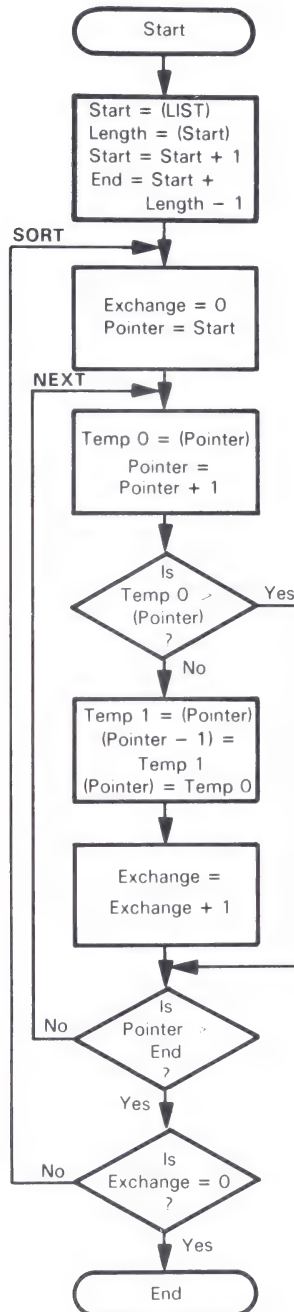 Start
Start = (LIST)
Length = (Start)
Start = Start + 1
End = Start +
Length - 1
SORT
Exchange = 0
Pointer = Start
NEXT
Temp 0 = (Pointer)
Pointer =
Pointer + 1
Is
Temp 0 >
(Pointer)
?
Yes
No
Temp 1 = (Pointer)
(Pointer - 1) =
Temp 1
(Pointer) = Temp 0
Exchange =
Exchange + 1
Is
Pointer >
End
?
No
Yes
Is
Exchange = 0
?
No
Yes
End